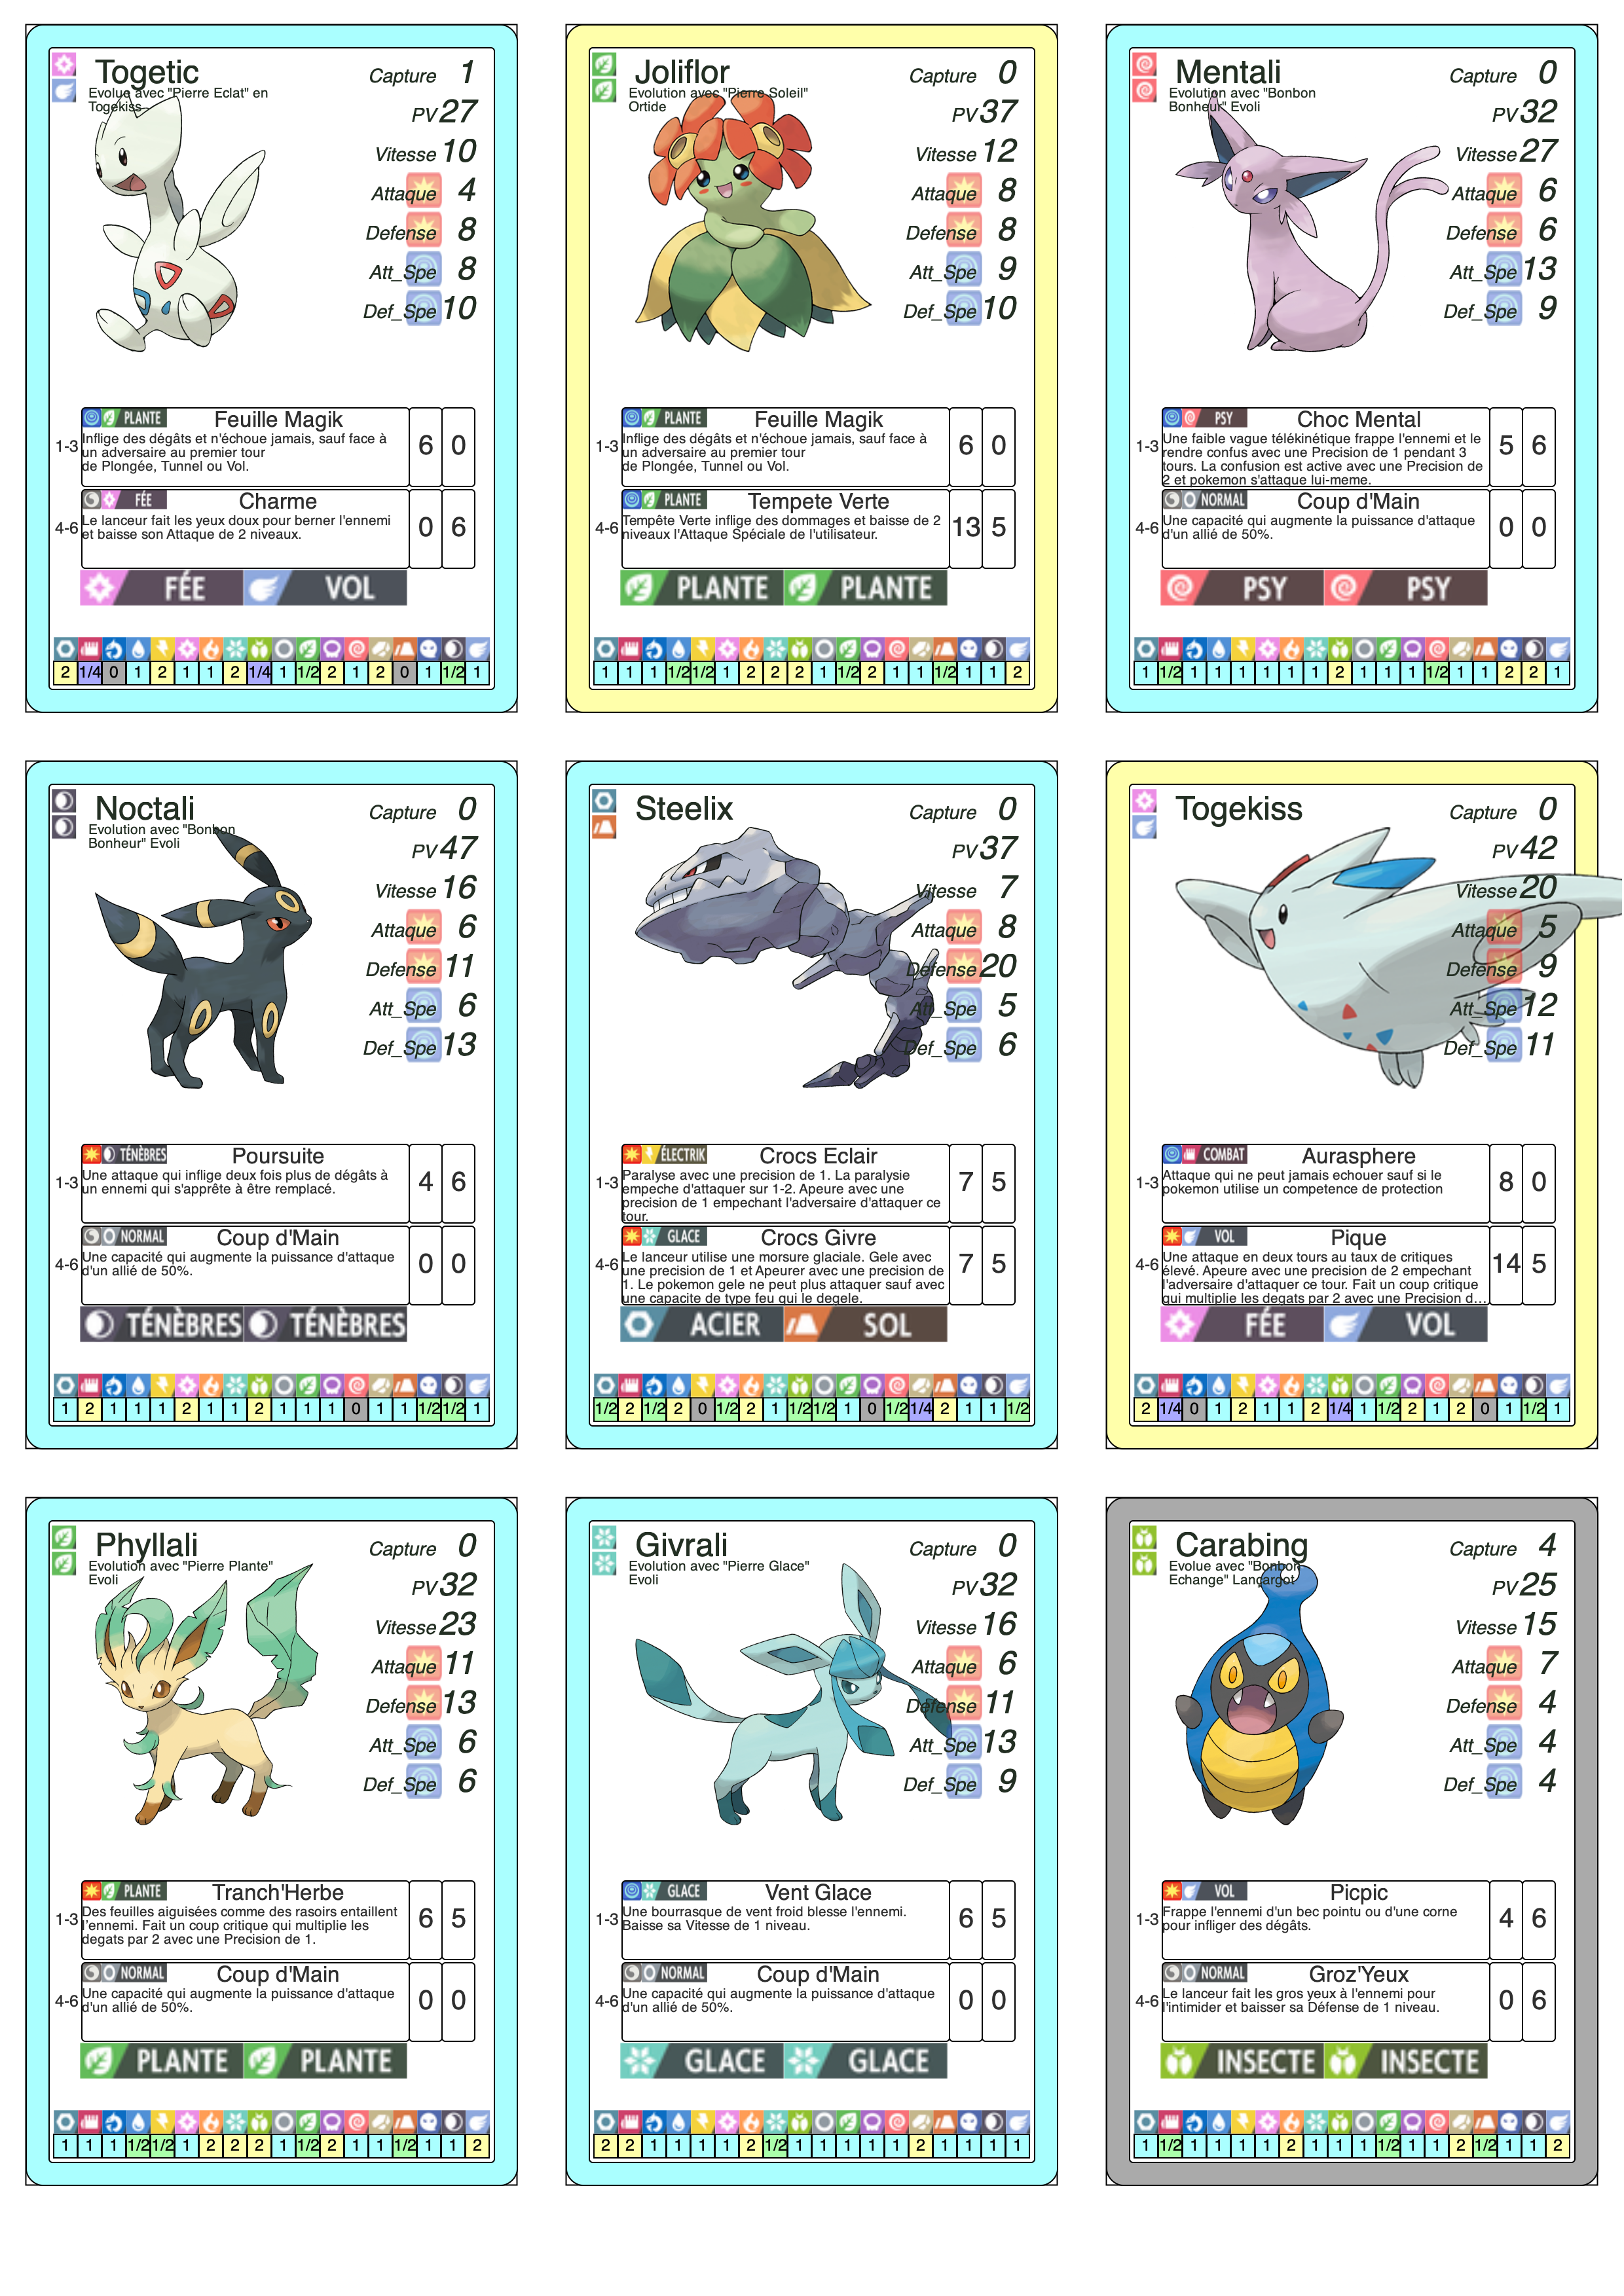 Togetic
Capture 1
Evolue avec "Pierre Eclat" en
Togekiss
PV 27
Vitesse 10
Attaque 4
Defense 8
Att_Spe 8
Def_Spe 10
PLANTE Feuille Magik
1-3 Inflige des dégâts et n'échoue jamais, sauf face à
un adversaire au premier tour
de Plongée, Tunnel ou Vol.
6 0
FÉE Charme
4-6 Le lanceur fait les yeux doux pour berner l'ennemi
et baisse son Attaque de 2 niveaux.
0 6
FÉE VOL
2 1/4 0 1 2 1 1 2 1/4 1 1/2 2 1 2 0 1 1/2 1
Joliflor
Capture 0
Evolution avec "Pierre Soleil"
Ortide
PV 37
Vitesse 12
Attaque 8
Defense 8
Att_Spe 9
Def_Spe 10
PLANTE Feuille Magik
1-3 Inflige des dégâts et n'échoue jamais, sauf face à
un adversaire au premier tour
de Plongée, Tunnel ou Vol.
6 0
PLANTE Tempete Verte
4-6 Tempête Verte inflige des dommages et baisse de 2
niveaux l'Attaque Spéciale de l'utilisateur.
13 5
PLANTE PLANTE
1 1 1 1/2 1/2 1 2 2 2 1 1/2 2 1 1 1/2 1 1 2
Mentali
Capture 0
Evolution avec "Bonbon
Bonheur" Evoli
PV 32
Vitesse 27
Attaque 6
Defense 6
Att_Spe 13
Def_Spe 9
PSY Choc Mental
1-3 Une faible vague télékinétique frappe l'ennemi et le
rendre confus avec une Precision de 1 pendant 3
tours. La confusion est active avec une Precision de
2 et pokemon s'attaque lui-meme.
5 6
NORMAL Coup d'Main
4-6 Une capacité qui augmente la puissance d'attaque
d'un allié de 50%.
0 0
PSY PSY
1 1/2 1 1 1 1 1 1 2 1 1 1 1/2 1 1 2 2 1
Noctali
Capture 0
Evolution avec "Bonbon
Bonheur" Evoli
PV 47
Vitesse 16
Attaque 6
Defense 11
Att_Spe 6
Def_Spe 13
TÉNÈBRES Poursuite
1-3 Une attaque qui inflige deux fois plus de dégâts à
un ennemi qui s'apprête à être remplacé.
4 6
NORMAL Coup d'Main
4-6 Une capacité qui augmente la puissance d'attaque
d'un allié de 50%.
0 0
TÉNÈBRES TÉNÈBRES
1 2 1 1 1 2 1 1 2 1 1 1 0 1 1 1/2 1/2 1
Steelix
Capture 0
PV 37
Vitesse 7
Attaque 8
Defense 20
Att_Spe 5
Def_Spe 6
ÉLECTRIK Crocs Eclair
1-3 Paralyse avec une precision de 1. La paralysie
empeche d'attaquer sur 1-2. Apeure avec une
precision de 1 empechant l'adversaire d'attaquer ce
tour.
7 5
GLACE Crocs Givre
4-6 Le lanceur utilise une morsure glaciale. Gele avec
une precision de 1 et Apeurer avec une precision de
1. Le pokemon gele ne peut plus attaquer sauf avec
une capacite de type feu qui le degele.
7 5
ACIER SOL
1/2 2 1/2 2 0 1/2 2 1 1/2 1/2 1 0 1/2 1/4 2 1 1 1/2
Togekiss
Capture 0
PV 42
Vitesse 20
Attaque 5
Defense 9
Att_Spe 12
Def_Spe 11
COMBAT Aurasphere
1-3 Attaque qui ne peut jamais echouer sauf si le
pokemon utilise un competence de protection
8 0
VOL Pique
4-6 Une attaque en deux tours au taux de critiques
élevé. Apeure avec une precision de 2 empechant
l'adversaire d'attaquer ce tour. Fait un coup critique
qui multiplie les degats par 2 avec une Precision d...
14 5
FÉE VOL
2 1/4 0 1 2 1 1 2 1/4 1 1/2 2 1 2 0 1 1/2 1
Phyllali
Capture 0
Evolution avec "Pierre Plante"
Evoli
PV 32
Vitesse 23
Attaque 11
Defense 13
Att_Spe 6
Def_Spe 6
PLANTE Tranch'Herbe
1-3 Des feuilles aiguisées comme des rasoirs entaillent
l'ennemi. Fait un coup critique qui multiplie les
degats par 2 avec une Precision de 1.
6 5
NORMAL Coup d'Main
4-6 Une capacité qui augmente la puissance d'attaque
d'un allié de 50%.
0 0
PLANTE PLANTE
1 1 1 1/2 1/2 1 2 2 2 1 1/2 2 1 1 1/2 1 1 2
Givrali
Capture 0
Evolution avec "Pierre Glace"
Evoli
PV 32
Vitesse 16
Attaque 6
Defense 11
Att_Spe 13
Def_Spe 9
GLACE Vent Glace
1-3 Une bourrasque de vent froid blesse l'ennemi.
Baisse sa Vitesse de 1 niveau.
6 5
NORMAL Coup d'Main
4-6 Une capacité qui augmente la puissance d'attaque
d'un allié de 50%.
0 0
GLACE GLACE
2 2 1 1 1 1 2 1/2 1 1 1 1 1 2 1 1 1 1
Carabing
Capture 4
Evolue avec "Bonbon
Echange" Lançargot
PV 25
Vitesse 15
Attaque 7
Defense 4
Att_Spe 4
Def_Spe 4
VOL Picpic
1-3 Frappe l'ennemi d'un bec pointu ou d'une corne
pour infliger des dégâts.
4 6
NORMAL Groz'Yeux
4-6 Le lanceur fait les gros yeux à l'ennemi pour
l'intimider et baisser sa Défense de 1 niveau.
0 6
INSECTE INSECTE
1 1/2 1 1 1 1 2 1 1 1 1/2 1 1 2 1/2 1 1 2